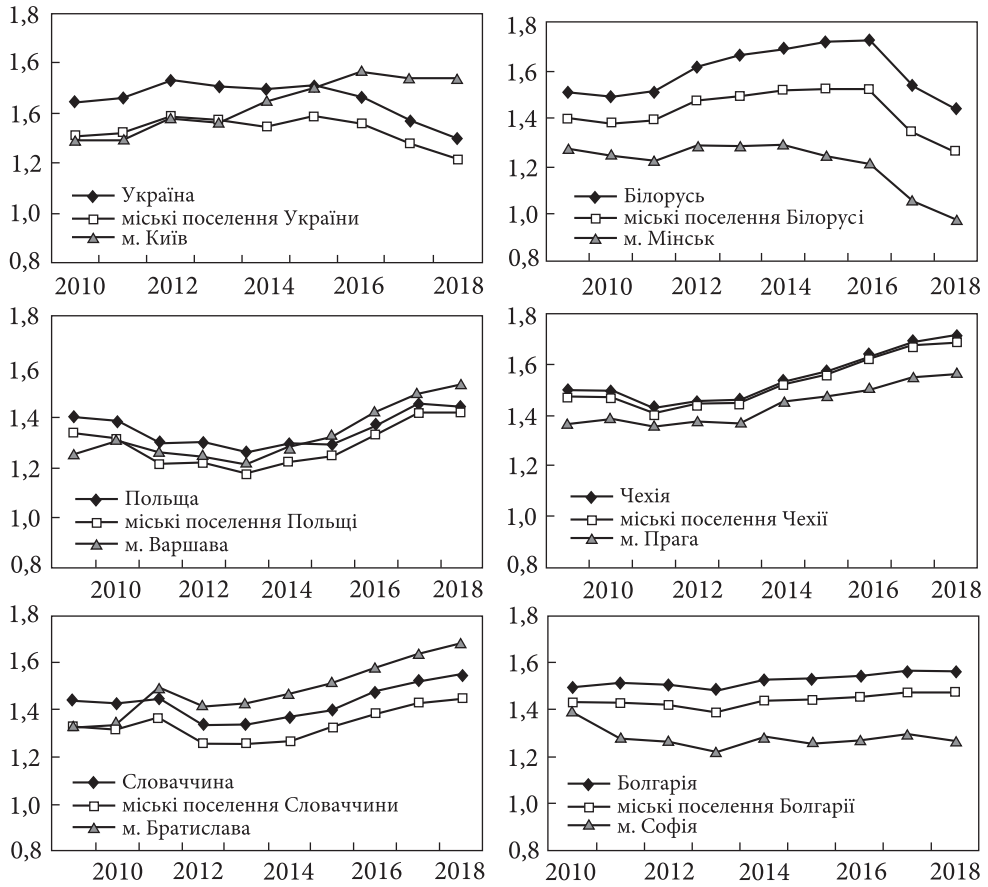 1,8
1,6
1,6
1,2
1,0
0,8
Україна
міські поселення України
м. Київ
2010 2012 2014 2016 2018
1,8
1,6
1,4
1,2
1,0
0,8
Білорусь
міські поселення Білорусі
м. Мінськ
2010 2012 2014 2016 2018
1,8
1,6
1,4
1,2
1,0
0,8
Польща
міські поселення Польщі
м. Варшава
2010 2012 2014 2016 2018
1,8
1,6
1,4
1,2
1,0
0,8
Чехія
міські поселення Чехії
м. Прага
2010 2012 2014 2016 2018
1,8
1,6
1,4
1,2
1,0
0,8
Словаччина
міські поселення Словаччини
м. Братислава
2010 2012 2014 2016 2018
1,8
1,6
1,4
1,2
1,0
0,8
Болгарія
міські поселення Болгарії
м. Софія
2010 2012 2014 2016 2018